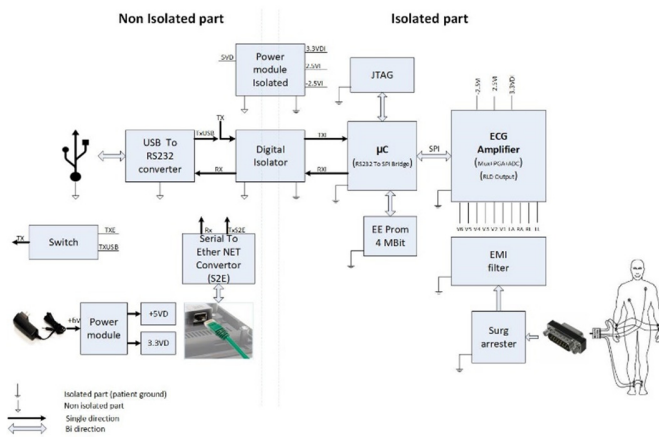 Non Isolated part
Isolated part
5VD
Power
module
Isolated
3.3VDI
2.5VI
-2.5VI
JTAG
-2.5VI
2.5VI
3.3VD
USB To
RS232
converter
TxUSB
TX
RX
Digital
Isolator
TXI
RXI
µC
(RS232 To SPI Bridge)
SPI
ECG
Amplifier
(Mux+PGA+ADC)
(RLD Output)
V6 V5 V4 V3 V2 V1 LA RA RL LL
EE Prom
4 MBit
EMI
filter
Surg
arrester
TX
Switch
TXE
TXUSB
Rx
TxS2E
Serial To
Ether NET
Convertor
(S2E)
Power
module
+5VD
3.3VD
Isolated part (patient ground)
Non isolated part
Single direction
Bi direction